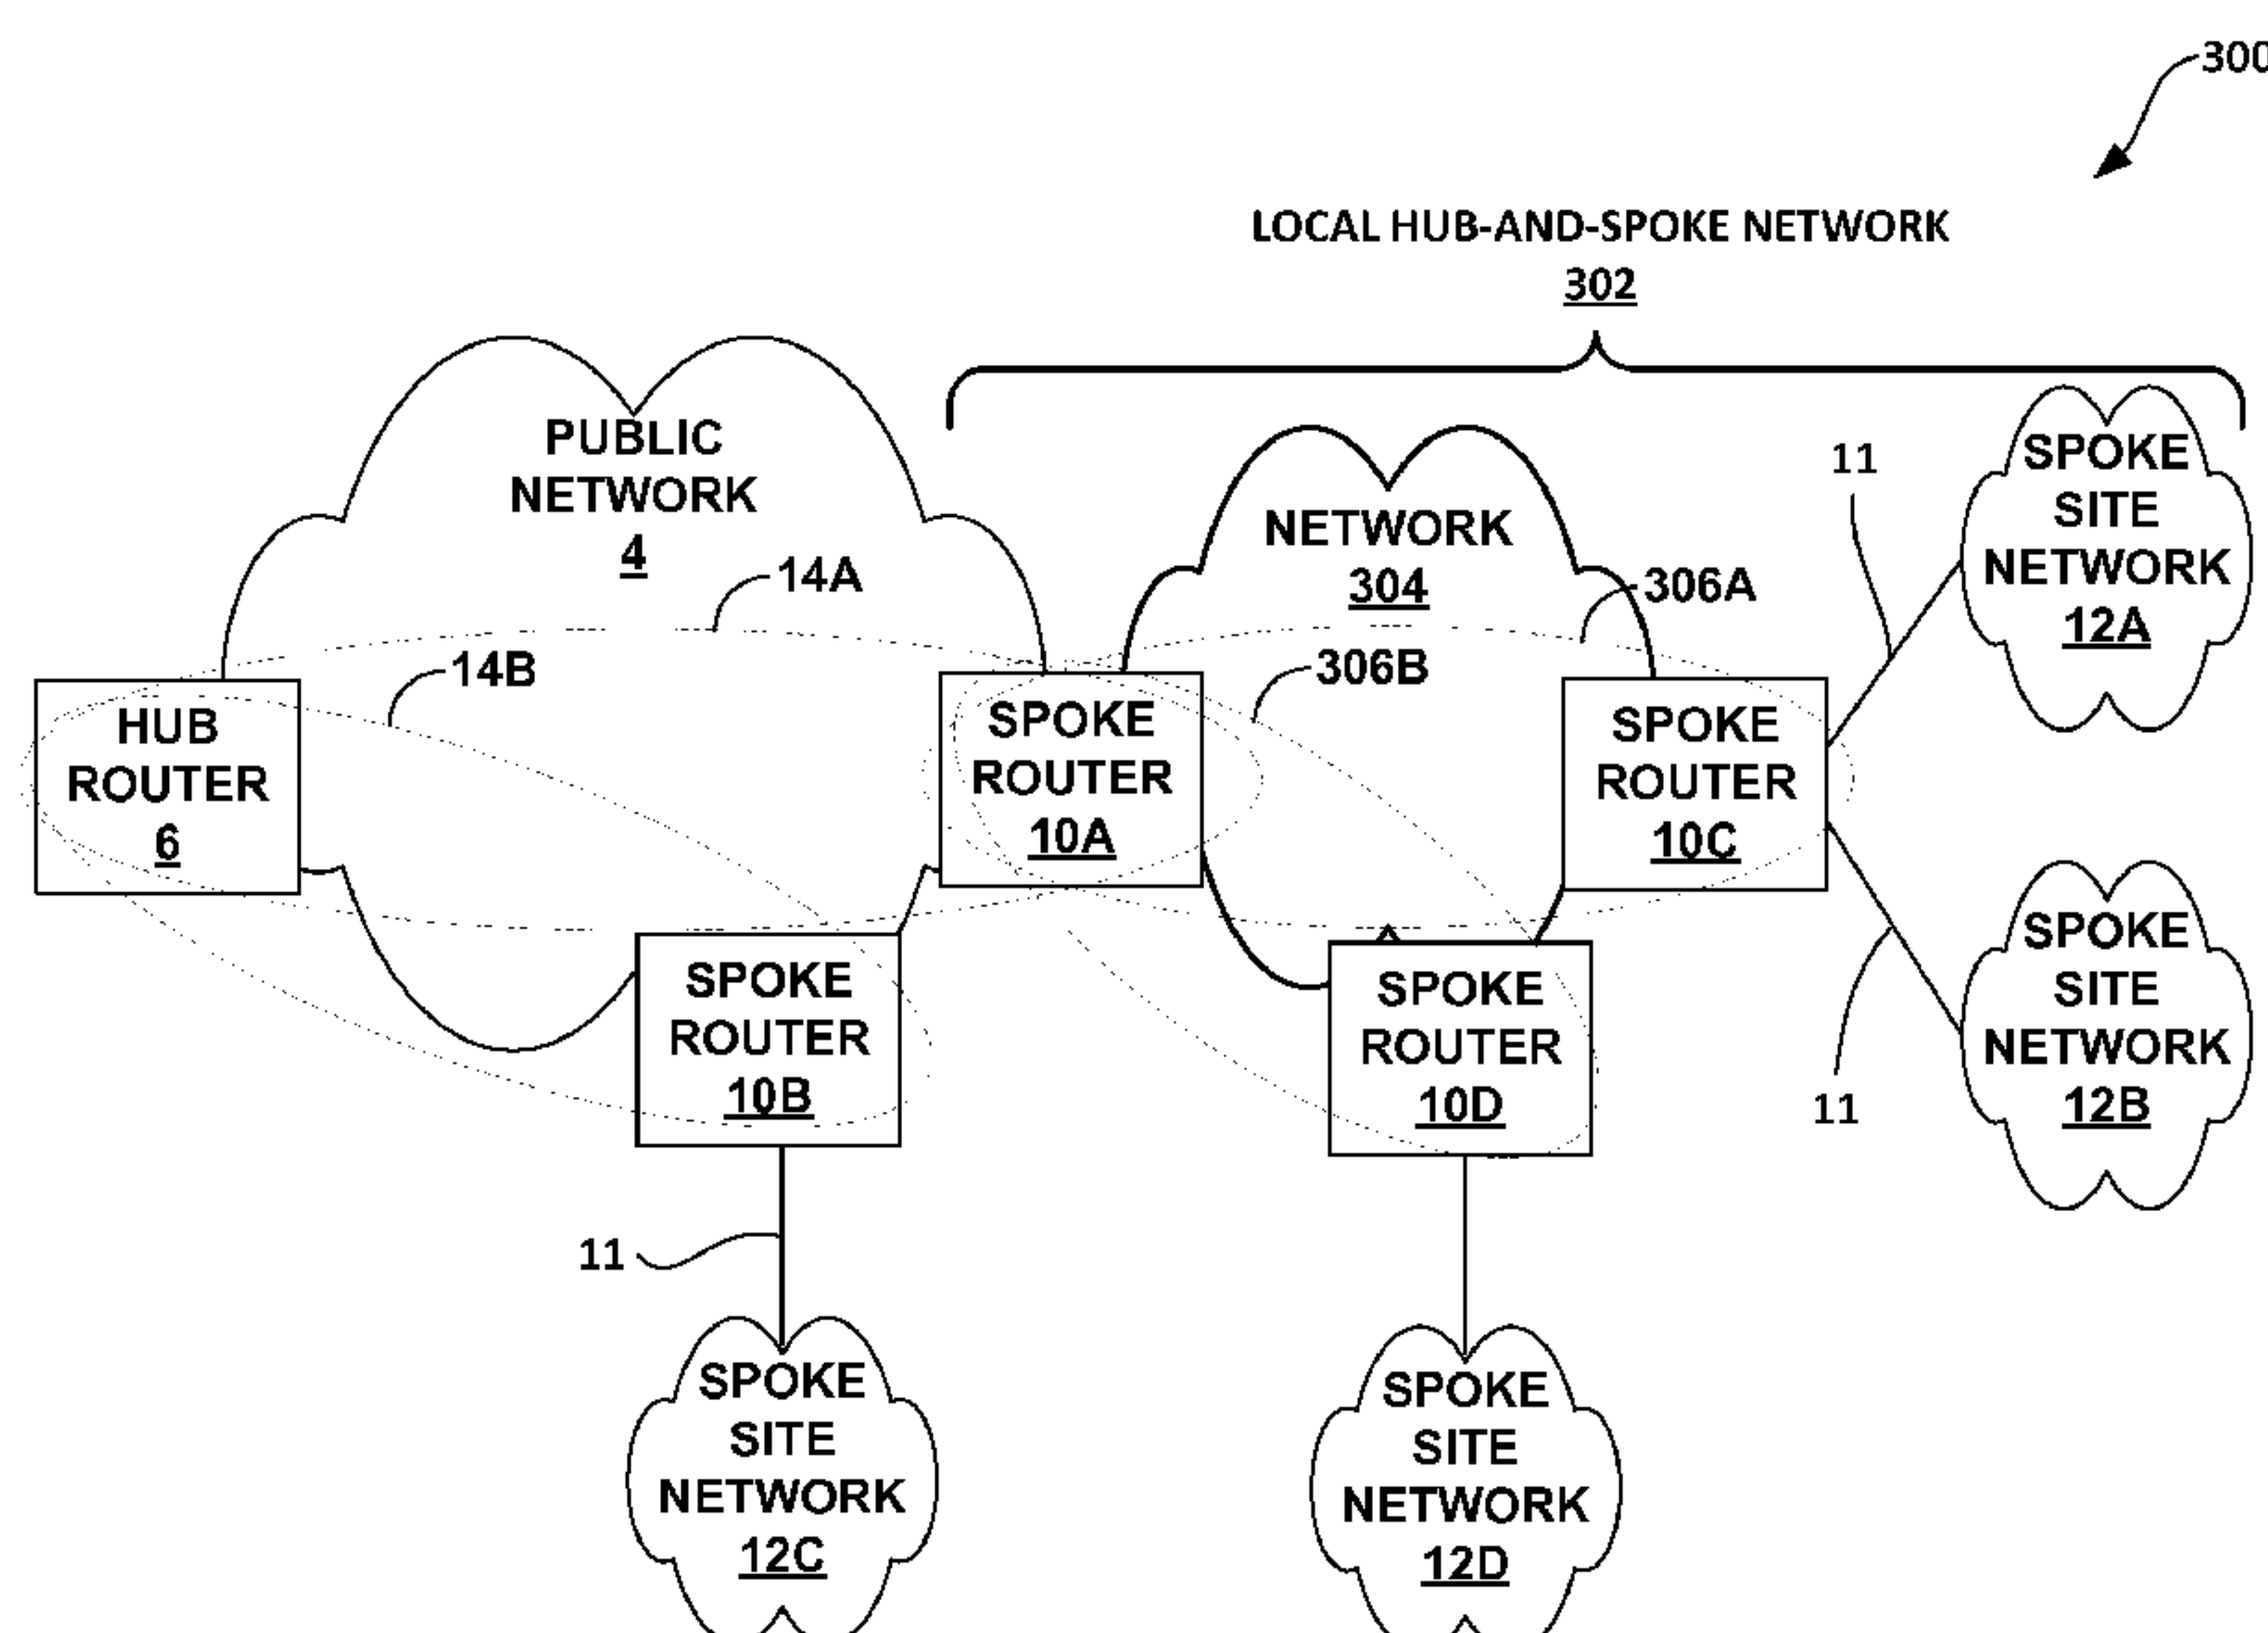 300
LOCAL HUB-AND-SPOKE NETWORK
302
PUBLIC
NETWORK
4
14A
14B
NETWORK
304
306A
306B
11
SPOKE
SITE
NETWORK
12A
HUB
ROUTER
6
SPOKE
ROUTER
10A
SPOKE
ROUTER
10C
SPOKE
ROUTER
10B
SPOKE
ROUTER
10D
11
SPOKE
SITE
NETWORK
12B
11
SPOKE
SITE
NETWORK
12C
SPOKE
SITE
NETWORK
12D